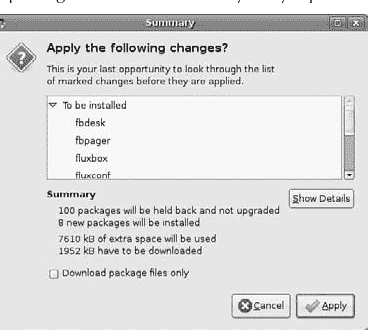 Summary
Apply the following changes?
This is your last opportunity to look through the list
of marked changes before they are applied.
To be installed
fbdesk
fbpager
fluxbox
fluxconf
Summary
Show Details
100 packages will be held back and not upgraded
8 new packages will be installed
7610 kB of extra space will be used
1952 kB have to be downloaded
Download package files only
Cancel
Apply